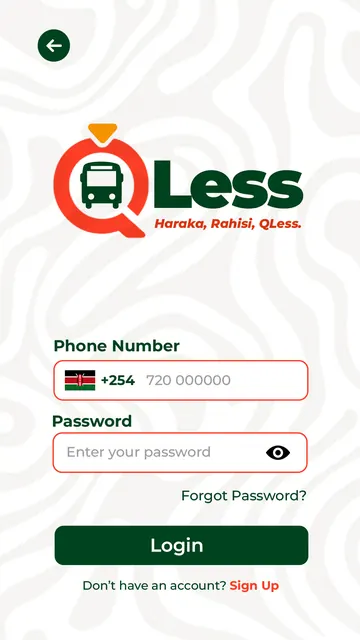 QLess
Haraka, Rahisi, QLess.
Phone Number
+254 720 000000
Password
Enter your password
Forgot Password?
Login
Don't have an account? Sign Up